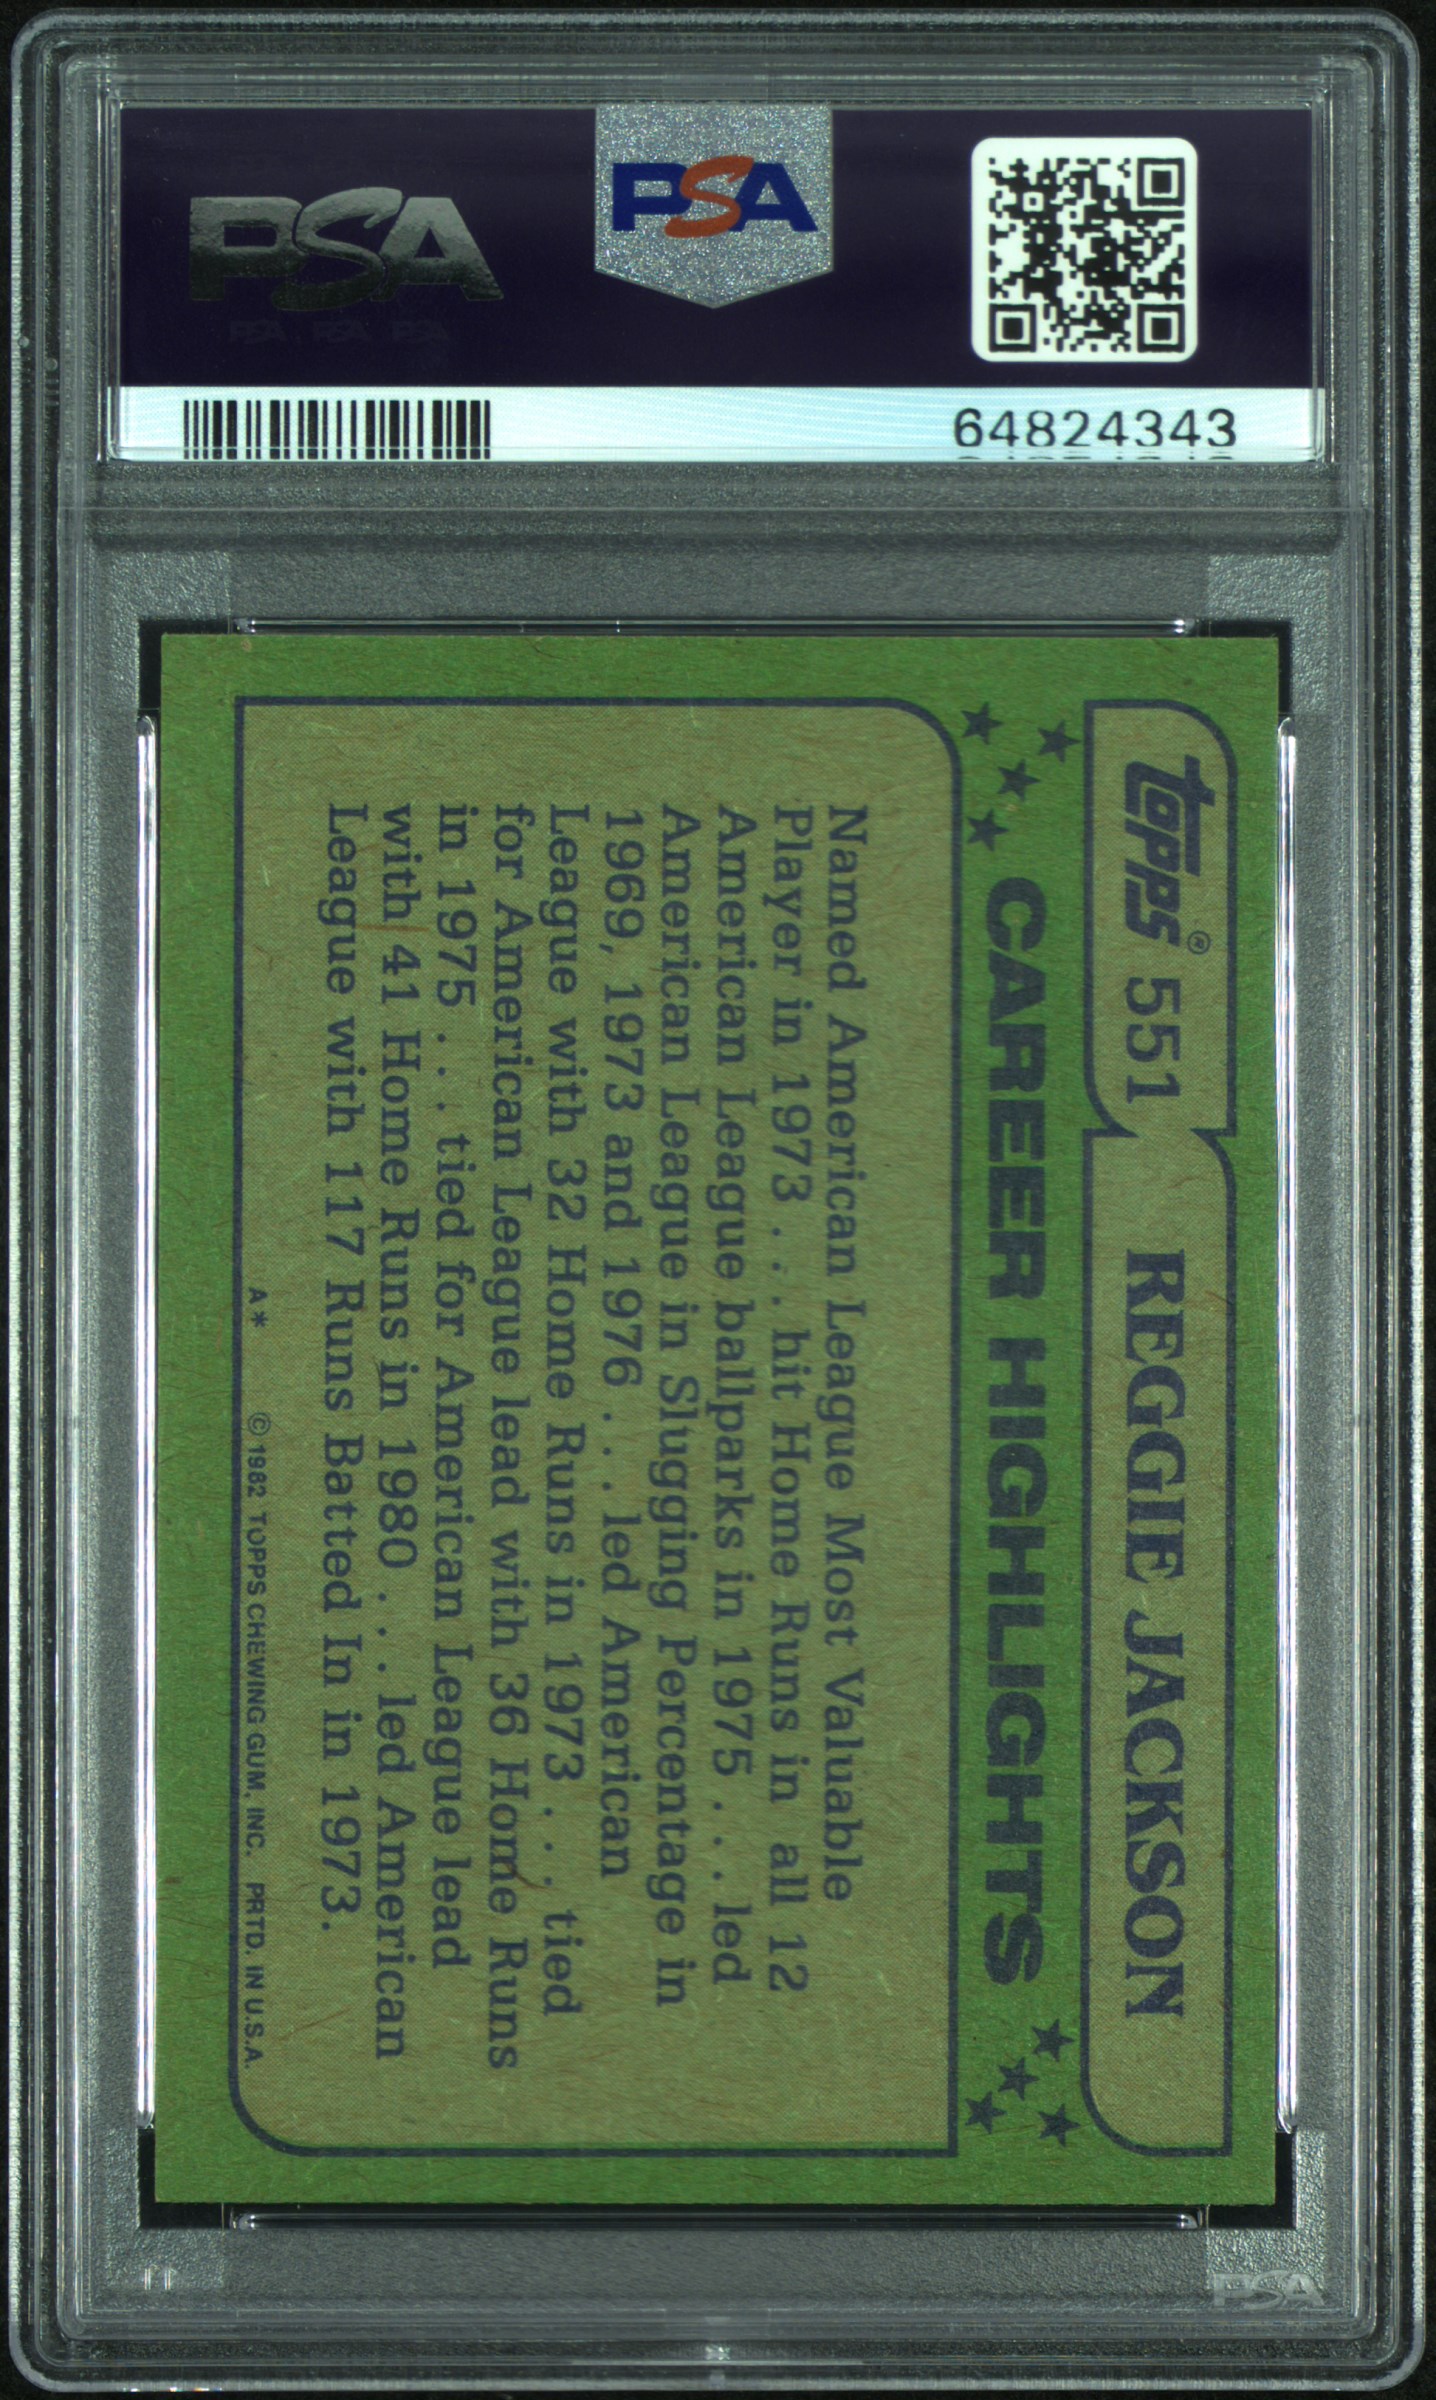 PSA
PSA
PSA PSA PSA
64824343
topps® 551 REGGIE JACKSON
CAREER HIGHLIGHTS
Named American League Most Valuable
Player in 1973 . . . hit Home Runs in all 12
American League ballparks in 1975 . . . led
American League in Slugging Percentage in
1969, 1973 and 1976 . . . led American
League with 32 Home Runs in 1973 . . . tied
for American League lead with 36 Home Runs
in 1975 . . . tied for American League lead
with 41 Home Runs in 1980 . . . led American
League with 117 Runs Batted In in 1973.
A* © 1982 TOPPS CHEWING GUM, INC. PRTD. IN U.S.A.
PSA